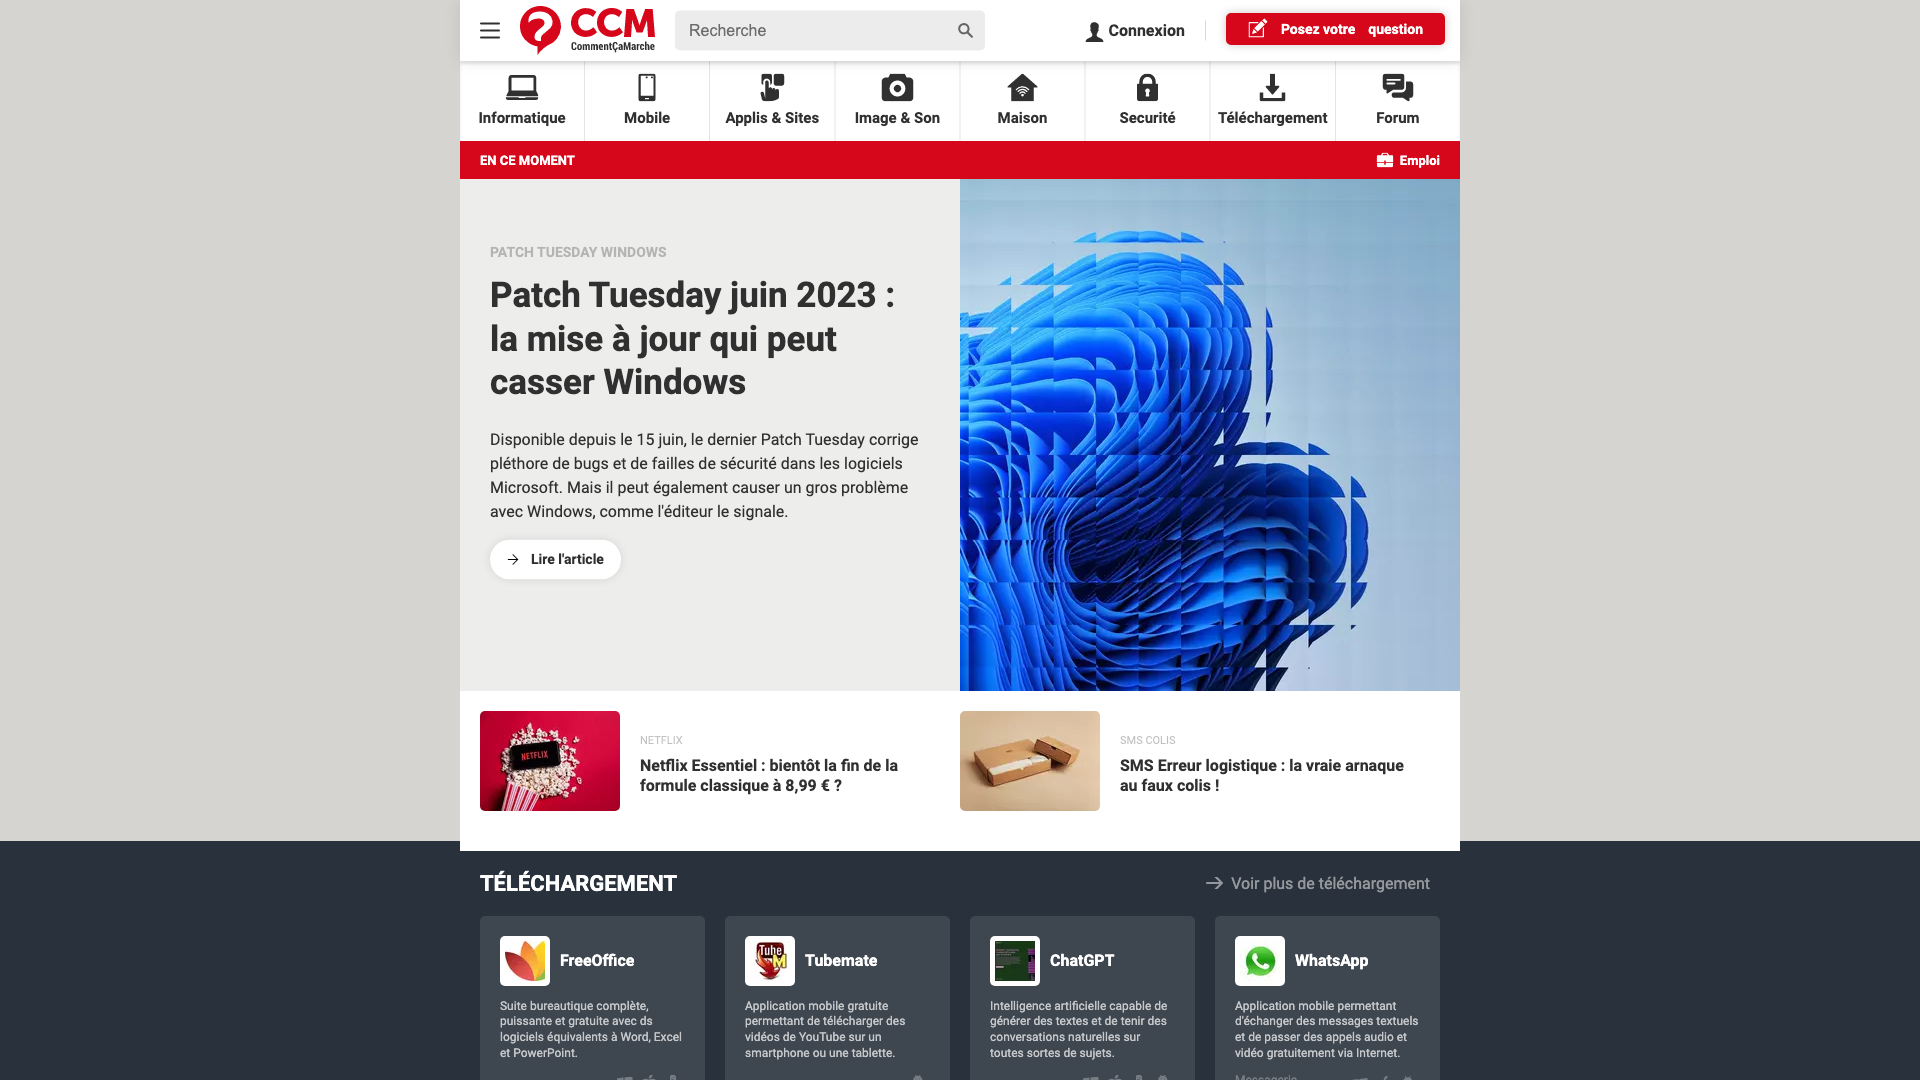 CCM
CommentÇaMarche
Recherche
Connexion
Posez votre question
Informatique
Mobile
Applis & Sites
Image & Son
Maison
Securité
Téléchargement
Forum
EN CE MOMENT
Emploi
PATCH TUESDAY WINDOWS
Patch Tuesday juin 2023 :
la mise à jour qui peut
casser Windows
Disponible depuis le 15 juin, le dernier Patch Tuesday corrige
pléthore de bugs et de failles de sécurité dans les logiciels
Microsoft. Mais il peut également causer un gros problème
avec Windows, comme l'éditeur le signale.
Lire l'article
NETFLIX
NETFLIX
Netflix Essentiel : bientôt la fin de la
formule classique à 8,99 € ?
SMS COLIS
SMS Erreur logistique : la vraie arnaque
au faux colis !
TÉLÉCHARGEMENT
Voir plus de téléchargement
FreeOffice
Suite bureautique complète,
puissante et gratuite avec ds
logiciels équivalents à Word, Excel
et PowerPoint.
Tube
M
Tubemate
Application mobile gratuite
permettant de télécharger des
vidéos de YouTube sur un
smartphone ou une tablette.
ChatGPT
Intelligence artificielle capable de
générer des textes et de tenir des
conversations naturelles sur
toutes sortes de sujets.
WhatsApp
Application mobile permettant
d'échanger des messages textuels
et de passer des appels audio et
vidéo gratuitement via Internet.
Messagerie